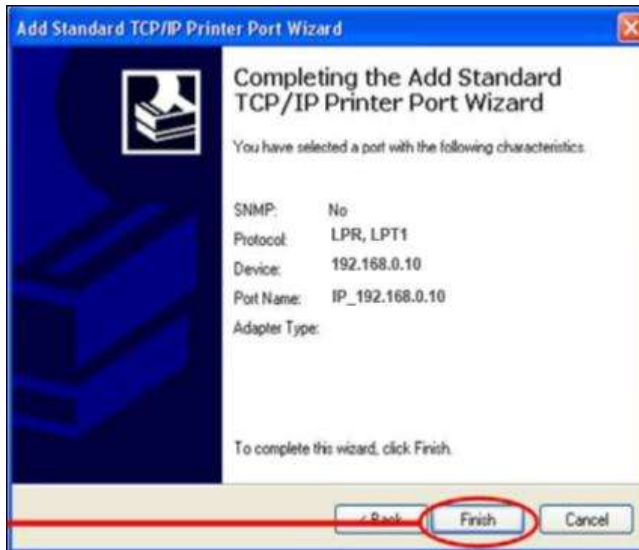 Add Standard TCP/IP Printer Port Wizard
Completing the Add Standard
TCP/IP Printer Port Wizard
You have selected a port with the following characteristics.
SNMP: No
Protocol: LPR, LPT1
Device: 192.168.0.10
Port Name: IP_192.168.0.10
Adapter Type:
To complete this wizard, click Finish.
< Back Finish Cancel